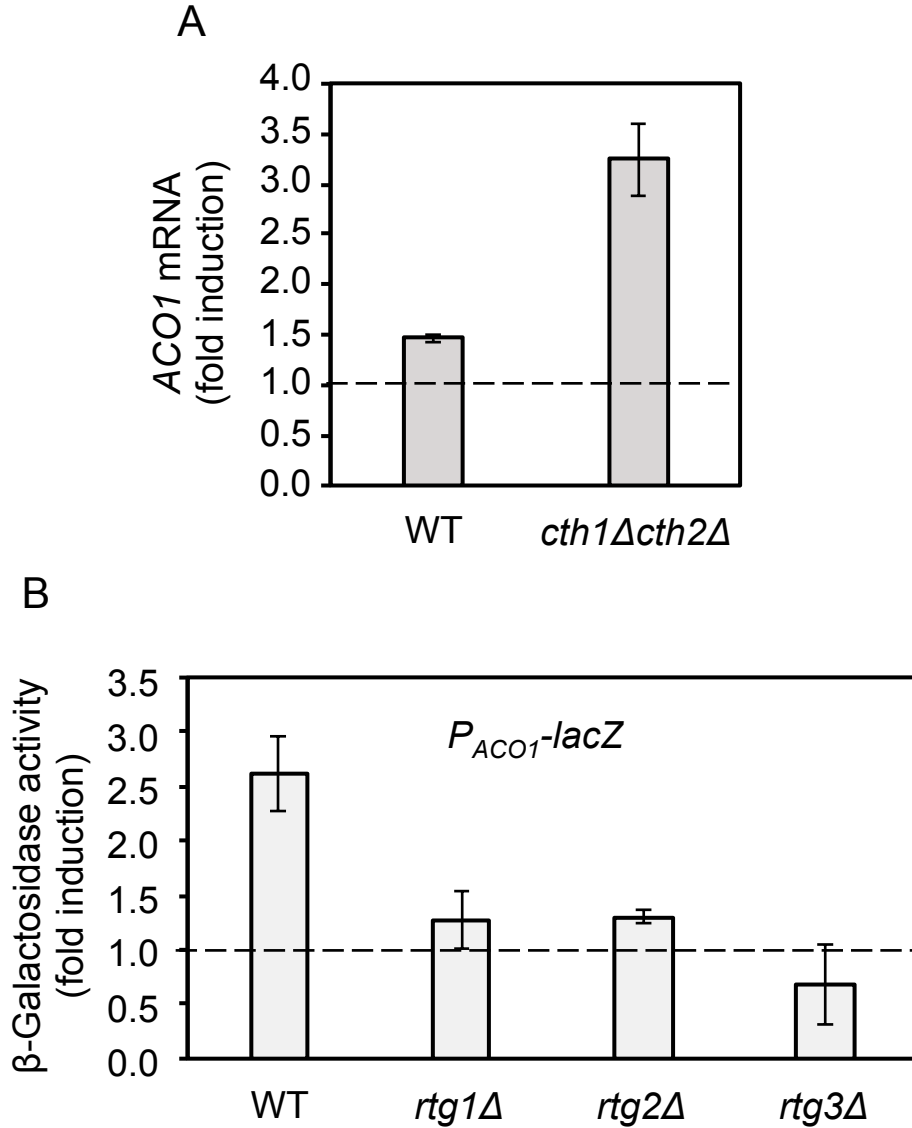 A
ACO1 mRNA
(fold induction)
4.0
3.5
3.0
2.5
2.0
1.5
1.0
0.5
0.0
WT
cth1Δcth2Δ
B
β-Galactosidase activity
(fold induction)
3.5
3.0
2.5
2.0
1.5
1.0
0.5
0.0
P_ACO1-lacZ
WT
rtg1Δ
rtg2Δ
rtg3Δ